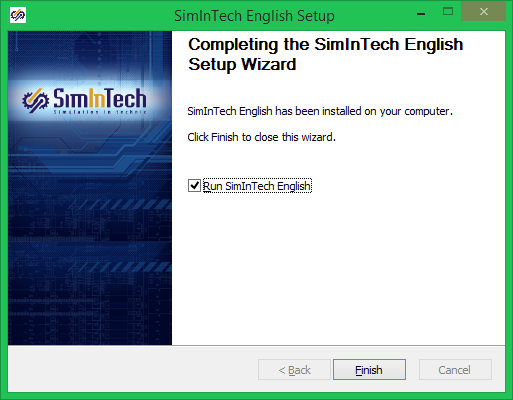 SimInTech English Setup
Completing the SimInTech English
Setup Wizard
SimInTech
Simulation in technic
SimInTech English has been installed on your computer.
Click Finish to close this wizard.
Run SimInTech English
< Back
Finish
Cancel